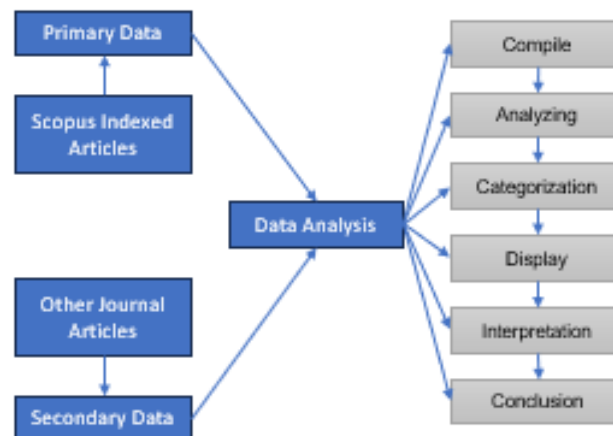 Primary Data
Scopus Indexed
Articles
Other Journal
Articles
Secondary Data
Data Analysis
Compile
Analyzing
Categorization
Display
Interpretation
Conclusion